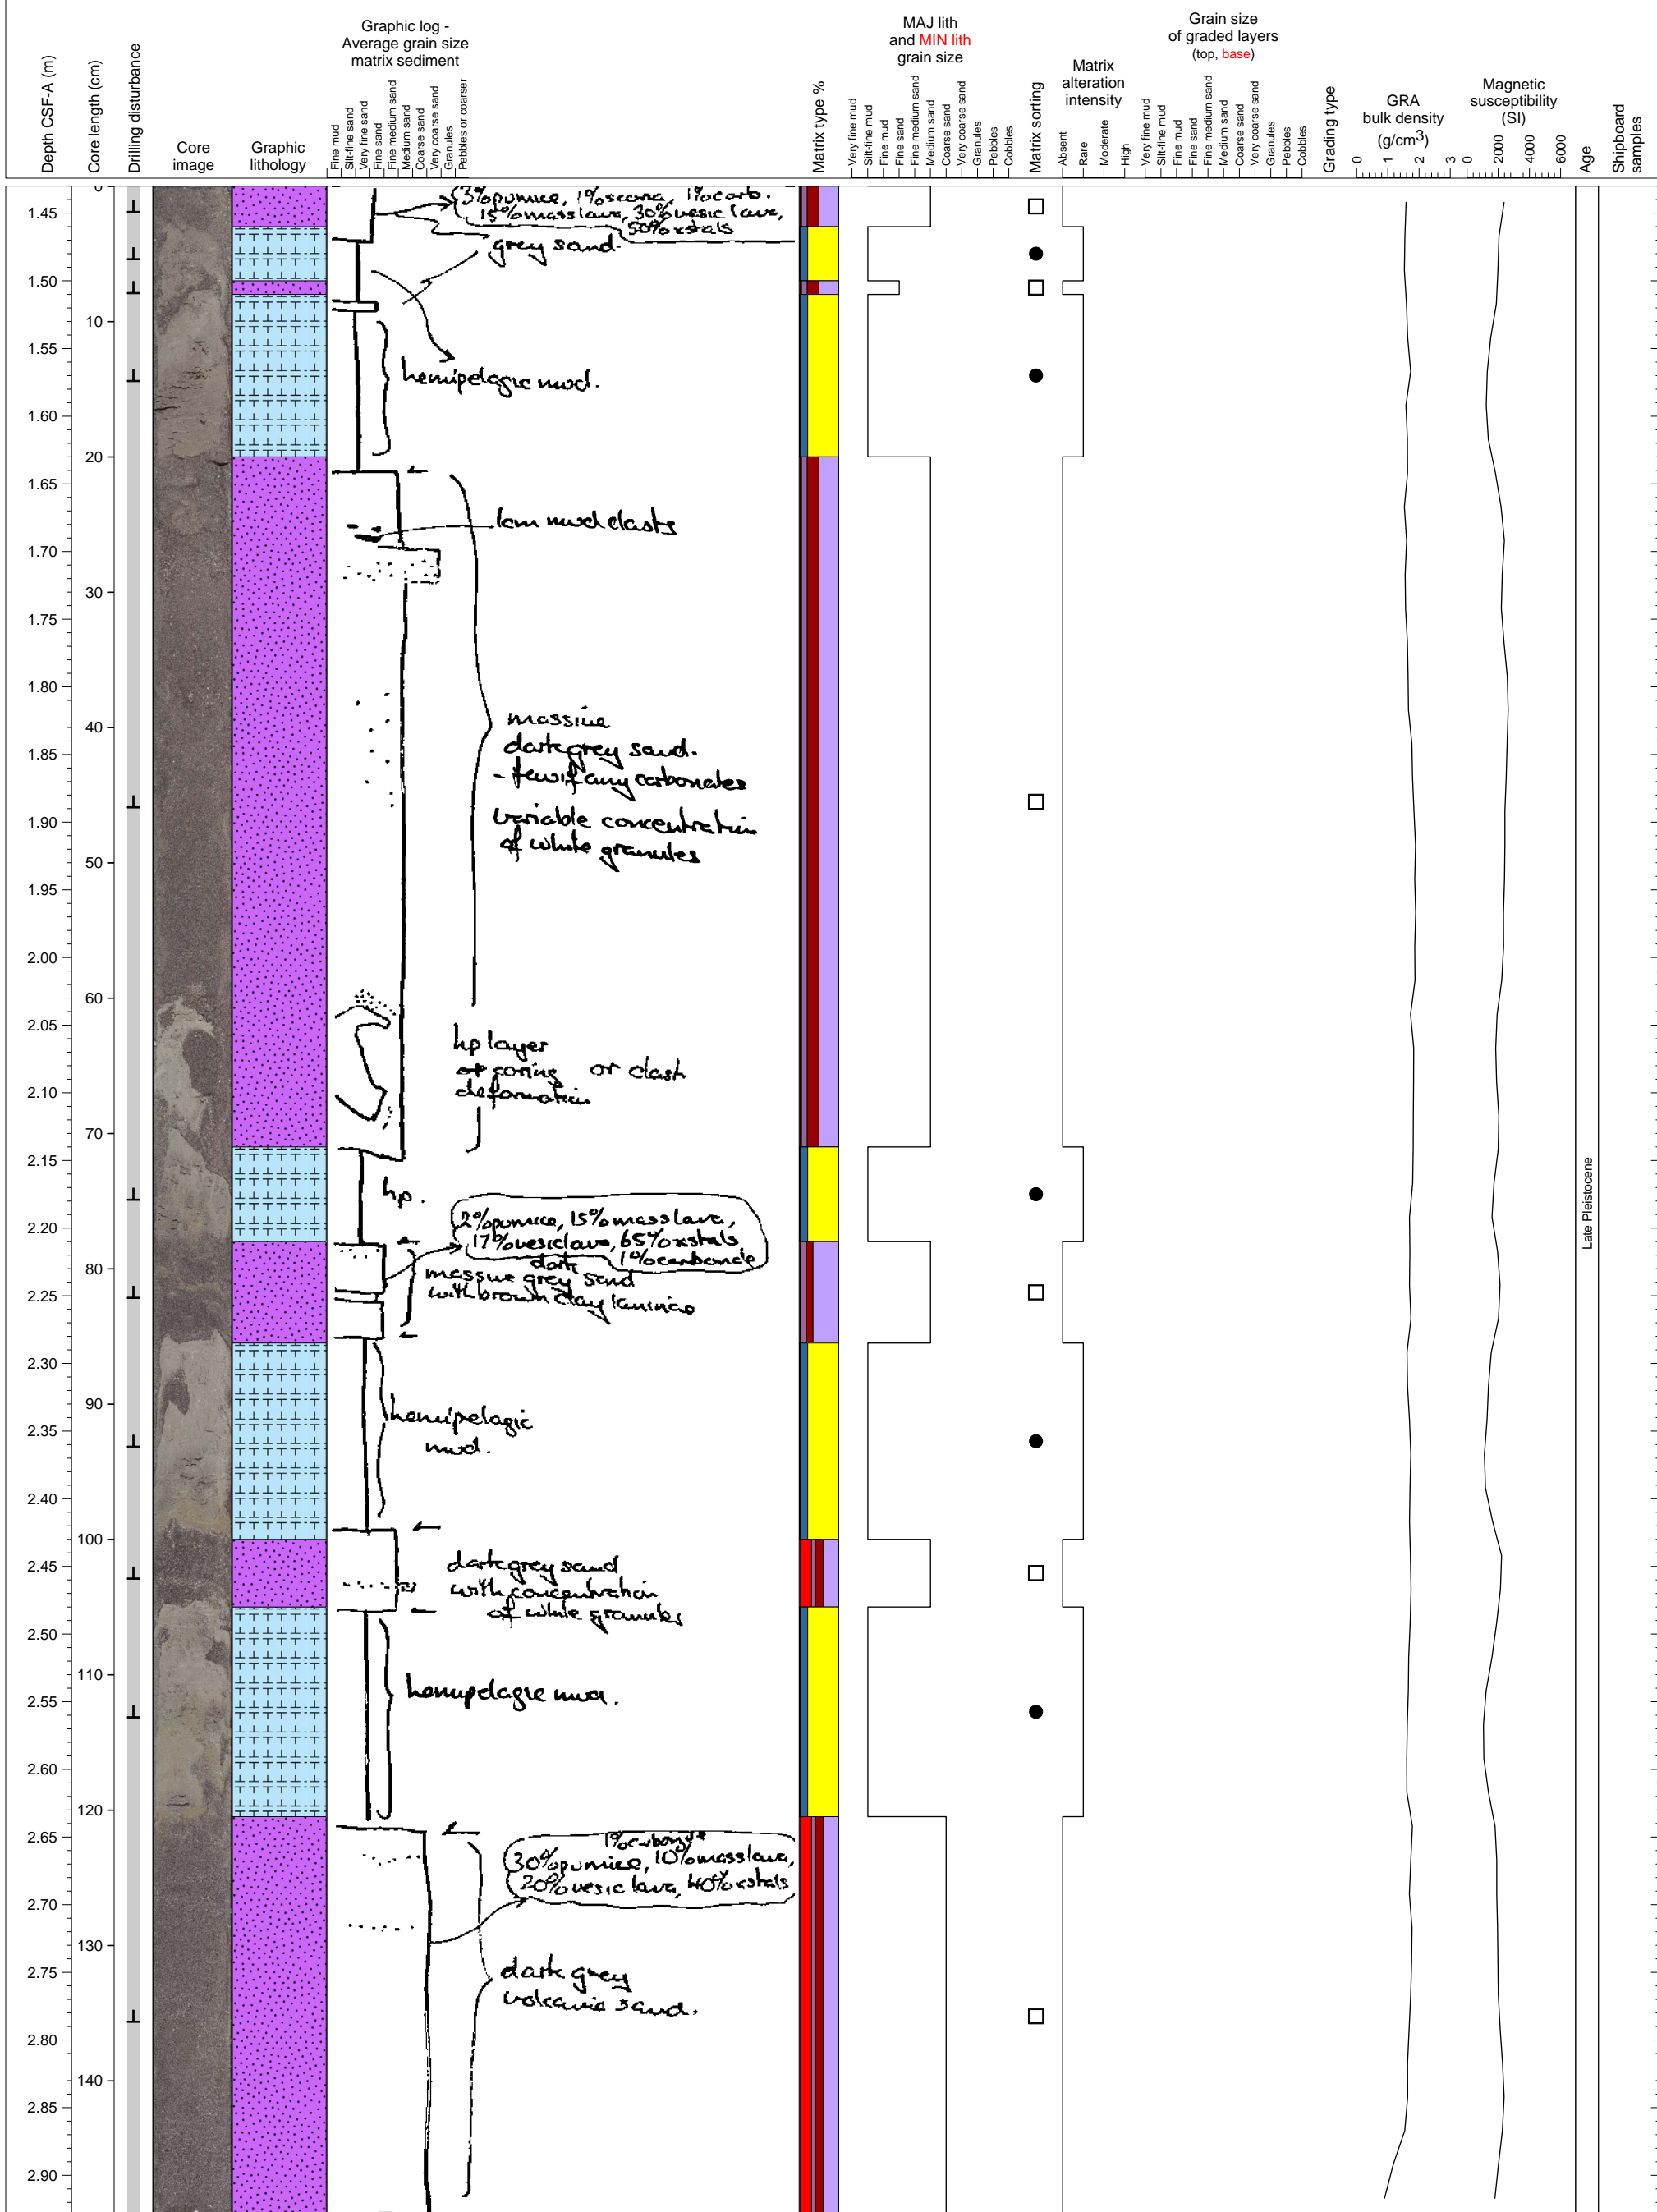 Depth CSF-A (m)
Core length (cm)
Drilling disturbance
Core
image
Graphic
lithology
Graphic log -
Average grain size
matrix sediment
Fine mud
Silt-fine sand
Very fine sand
Fine sand
Fine medium sand
Medium sand
Coarse sand
Very coarse sand
Granules
Pebbles or coarser
Matrix type %
MAJ lith
and MIN lith
grain size
Very fine mud
Silt-fine mud
Fine mud
Fine sand
Fine medium sand
Medium sand
Coarse sand
Very coarse sand
Granules
Pebbles
Cobbles
Matrix sorting
Matrix
alteration
intensity
Absent
Rare
Moderate
High
Grain size
of graded layers
(top, base)
Very fine mud
Silt-fine mud
Fine mud
Fine sand
Fine medium sand
Medium sand
Coarse sand
Very coarse sand
Granules
Pebbles
Cobbles
Grading type
GRA
bulk density
(g/cm3)
0 1 2 3
Magnetic
susceptibility
(SI)
0 2000 4000 6000
Age
Shipboard
samples
0
1.45
3% pumice, 1% scoria, 1% carb.
15% mass lava, 30% vesic lava,
50% xstals
grey sand.
1.50
10
1.55
hemipelagic mud.
1.60
20
1.65
1cm mud clasts
1.70
30
1.75
1.80
massive
40
dark grey sand.
1.85
- few if any carbonates
variable concentration
1.90
of white granules
50
1.95
2.00
60
2.05
hp layer
or coring or clast
deformation
2.10
70
2.15
hp.
2.20
2% pumice, 15% mass lava,
17% vesic lava, 65% xstals
1% carbonate
dark
80
massive grey sand
with brown clay laminae
2.25
2.30
90
hemipelagic
mud.
2.35
2.40
100
dark grey sand
2.45
with concentration
of white granules
2.50
110
hemipelagic mud.
2.55
2.60
120
2.65
30% pumice, 10% mass lava,
20% vesic lava, 40% xstals
2.70
130
dark grey
2.75
volcanic sand.
2.80
140
2.85
2.90
Late Pleistocene